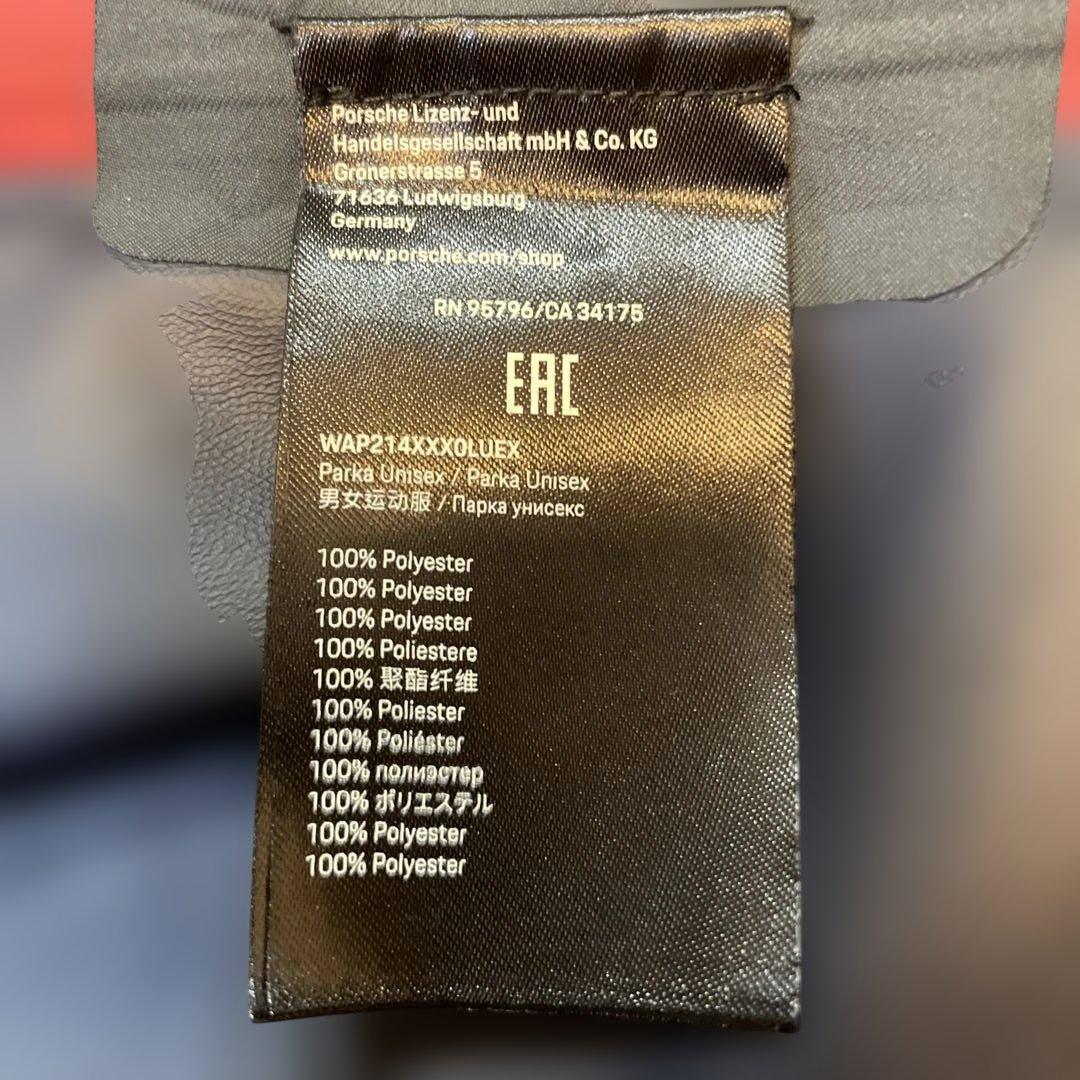 Porsche Lizenz- und
Handelsgesellschaft mbH & Co. KG
Grönerstrasse 5
71636 Ludwigsburg
Germany
www.porsche.com/shop
RN 95796/CA 34175
EAC
WAP214XXX0LUEX
Parka Unisex / Parka Unisex
男女运动服 / Парка унисекс
100% Polyester
100% Polyester
100% Polyester
100% Poliestere
100% 聚酯纤维
100% Poliester
100% Poliéster
100% полиэстер
100% ポリエステル
100% Polyester
100% Polyester